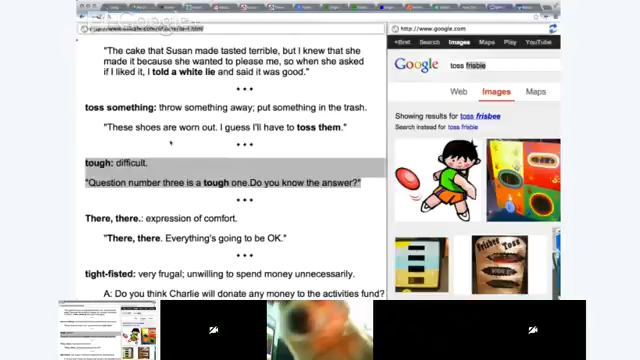 "The cake that Susan made tasted terrible, but I knew that she
made it because she wanted to please me, so when she asked
if I liked it, I told a white lie and said it was good."
• • •
toss something: throw something away; put something in the trash.
"These shoes are worn out. I guess I'll have to toss them."
• • •
tough: difficult.
"Question number three is a tough one.Do you know the answer?"
• • •
There, there.: expression of comfort.
"There, there. Everything's going to be OK."
• • •
tight-fisted: very frugal; unwilling to spend money unnecessarily.
A: Do you think Charlie will donate any money to the activities fund?
http://www.google.com
Search Images Maps Play YouTube
Google
toss frisbie
Web Images Maps
Showing results for toss frisbee
Search instead for toss frisbie
Frisbee
Toss